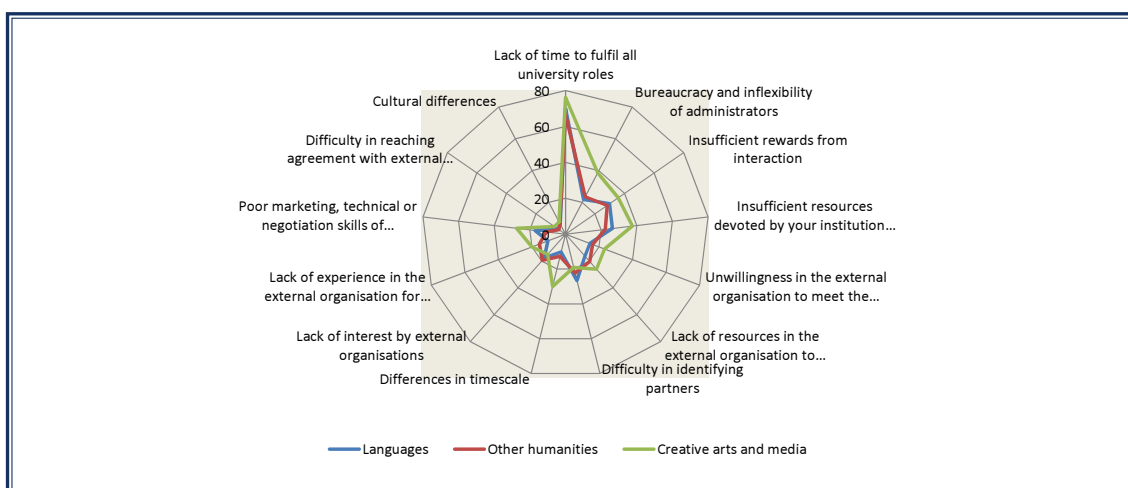 Lack of time to fulfil all
university roles
Bureaucracy and inflexibility
of administrators
Insufficient rewards from
interaction
Insufficient resources
devoted by your institution...
Unwillingness in the external
organisation to meet the...
Lack of resources in the
external organisation to...
Difficulty in identifying
partners
Differences in timescale
Lack of interest by external
organisations
Lack of experience in the
external organisation for...
Poor marketing, technical or
negotiation skills of...
Difficulty in reaching
agreement with external...
Cultural differences
80
60
40
20
0
Languages
Other humanities
Creative arts and media